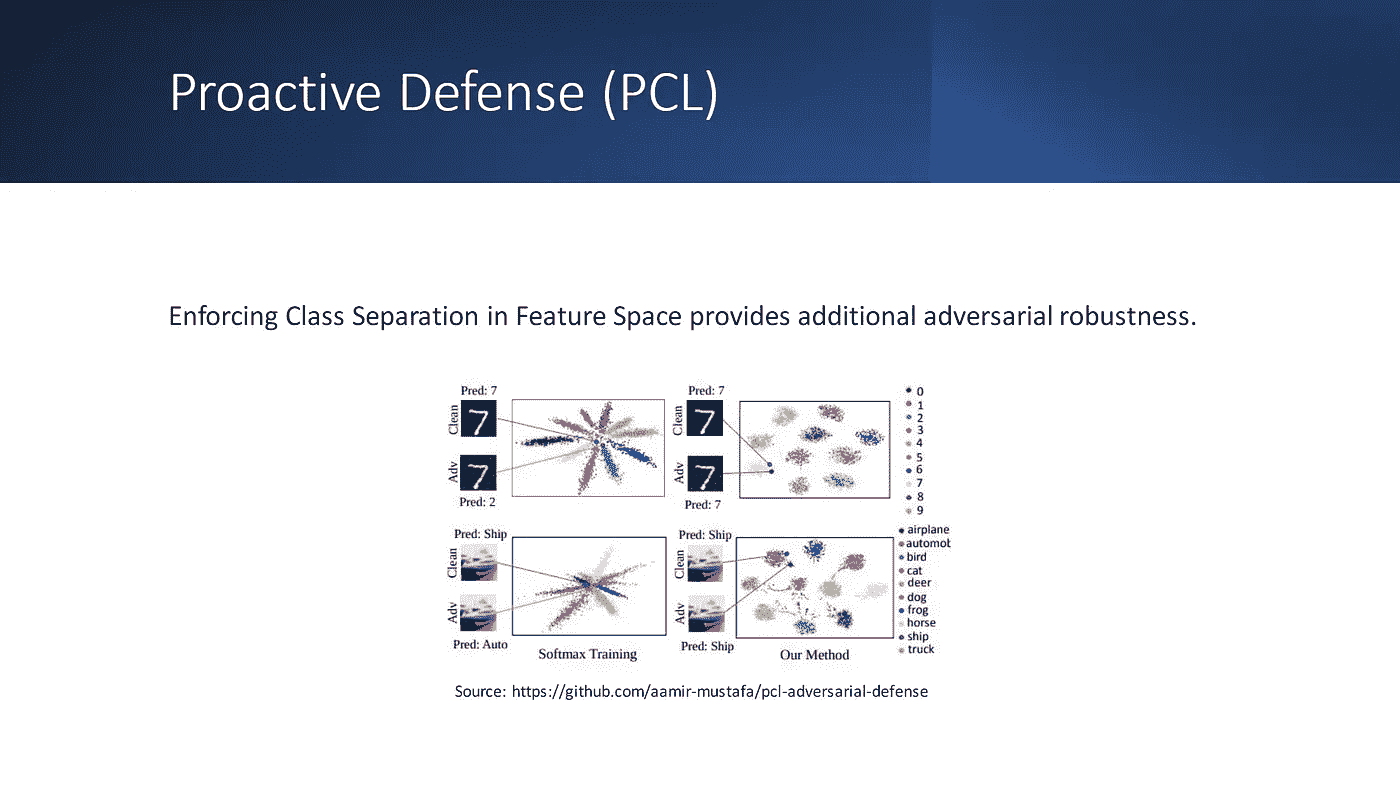 Proactive Defense (PCL)
Enforcing Class Separation in Feature Space provides additional adversarial robustness.
Pred: 7
Clean
Adv
Pred: 2
Pred: 7
Clean
Adv
Pred: 7
0
1
2
3
4
5
6
7
8
9
Pred: Ship
Clean
Adv
Pred: Auto
Softmax Training
Pred: Ship
Clean
Adv
Pred: Ship
Our Method
airplane
automot
bird
cat
deer
dog
frog
horse
ship
truck
Source: https://github.com/aamir-mustafa/pcl-adversarial-defense